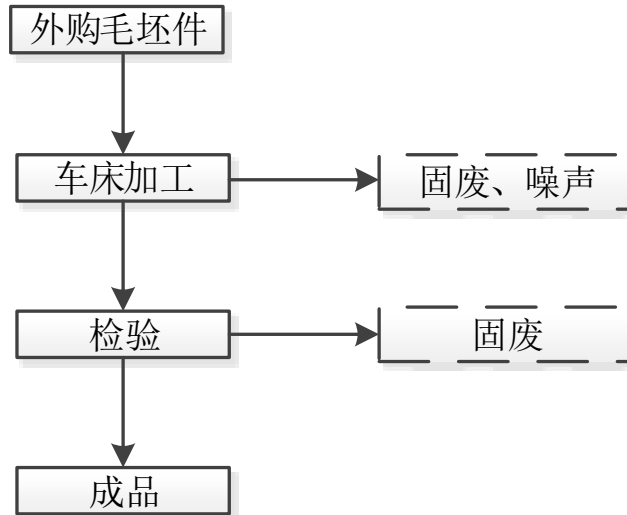 外购毛坯件
车床加工
固废、噪声
检验
固废
成品